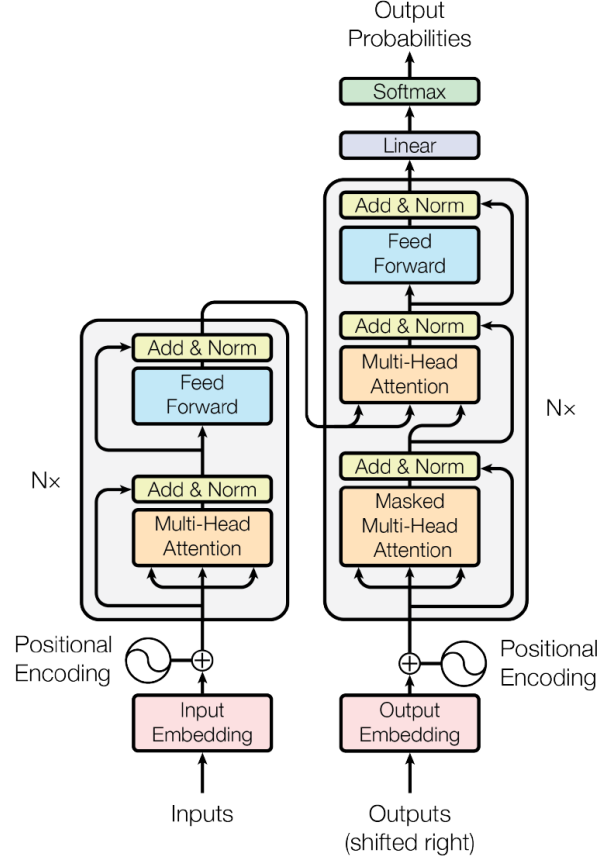 Output
Probabilities
Softmax
Linear
Add & Norm
Feed
Forward
Add & Norm
Multi-Head
Attention
Add & Norm
Masked
Multi-Head
Attention
N×
Add & Norm
Feed
Forward
Add & Norm
Multi-Head
Attention
N×
Positional
Encoding
Positional
Encoding
Input
Embedding
Output
Embedding
Inputs
Outputs
(shifted right)